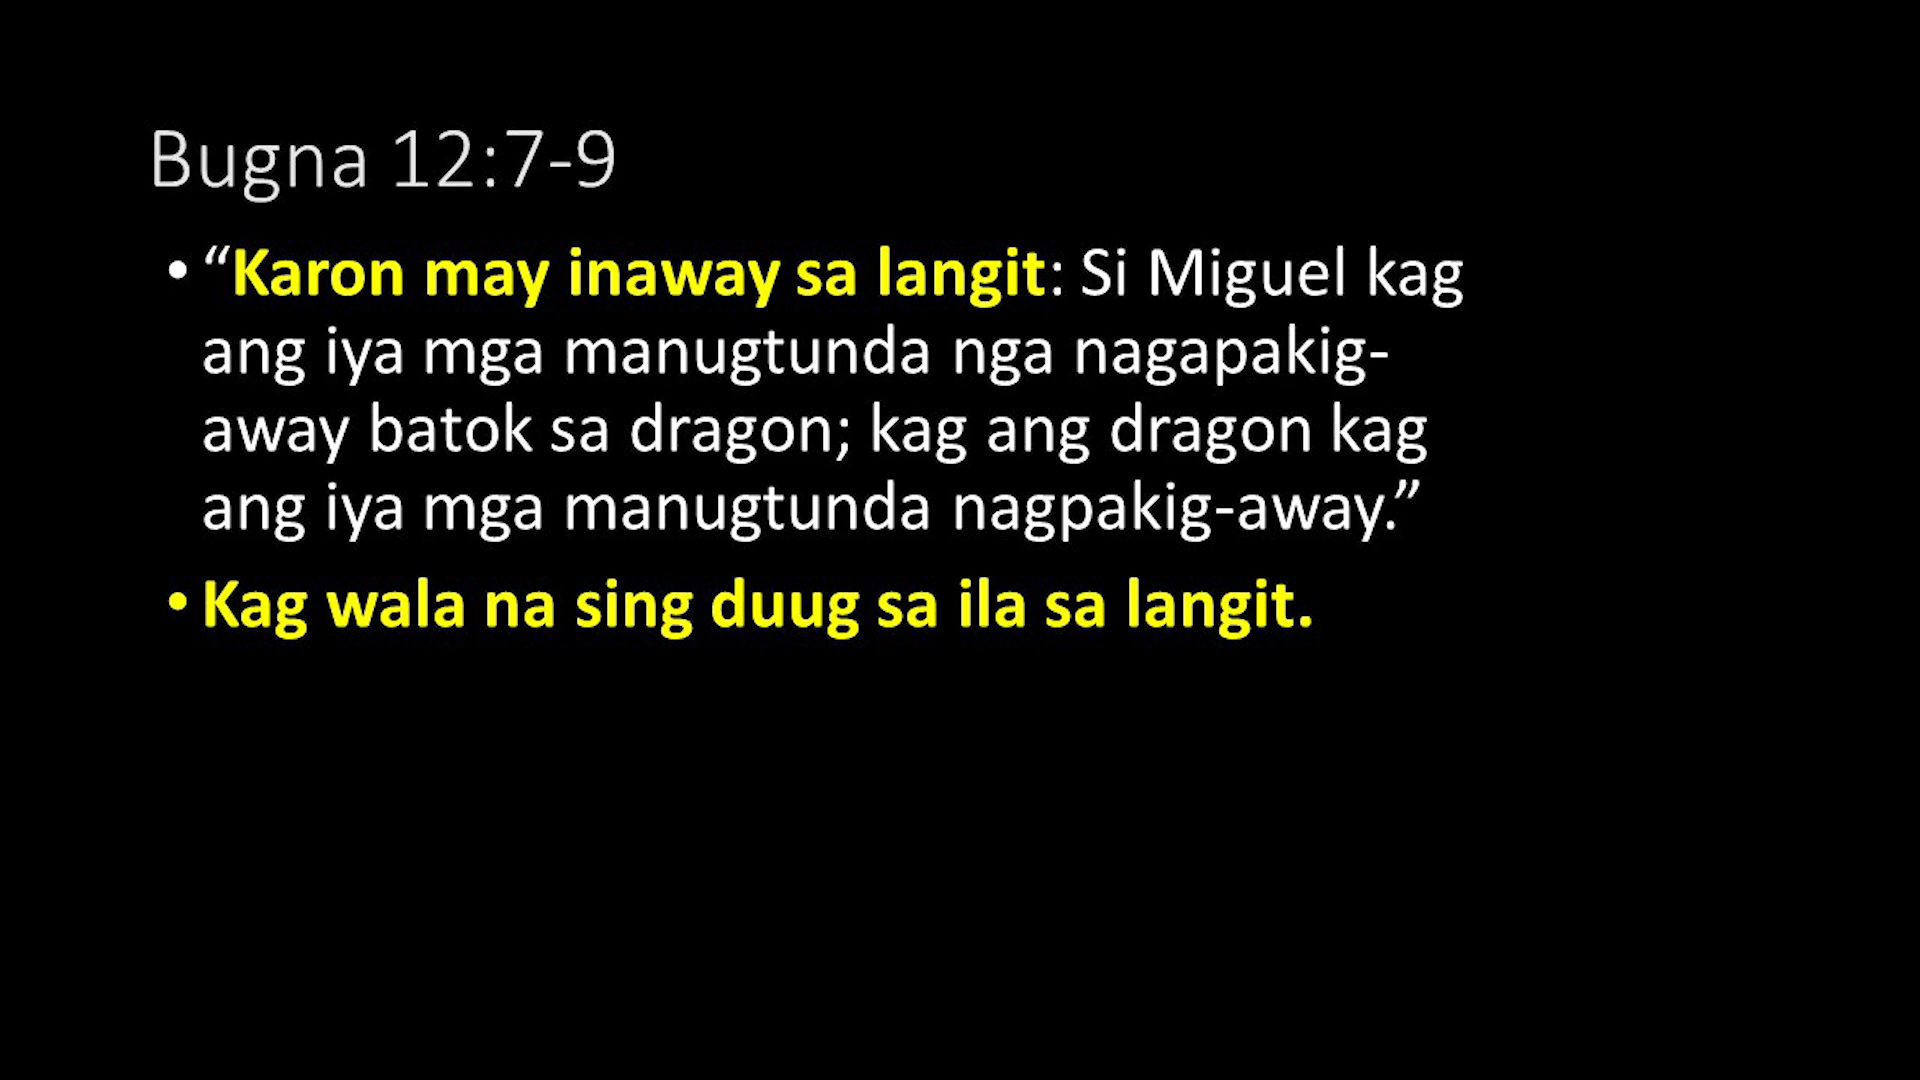 Bugna 12:7-9
• “Karon may inaway sa langit: Si Miguel kag
ang iya mga manugtunda nga nagapakig-
away batok sa dragon; kag ang dragon kag
ang iya mga manugtunda nagpakig-away.”
• Kag wala na sing duug sa ila sa langit.